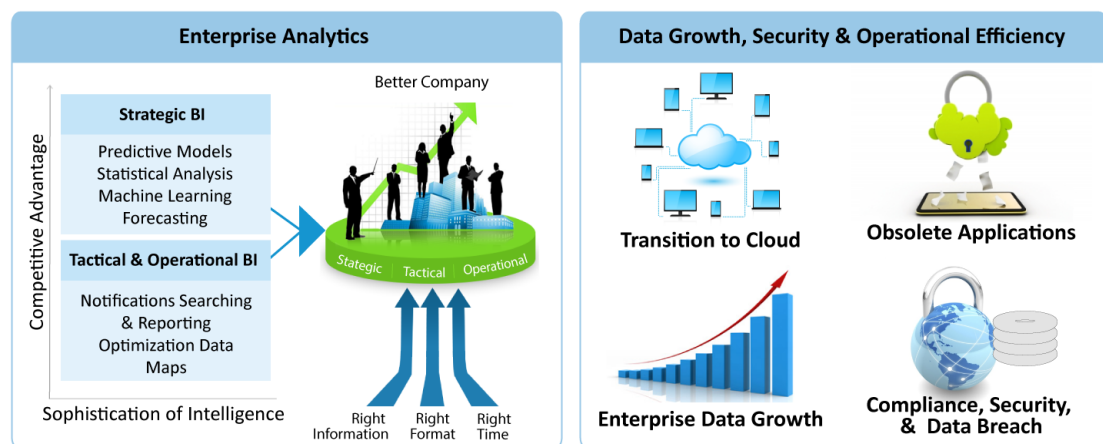 Enterprise Analytics
Competitive Advantage
Strategic BI
Predictive Models
Statistical Analysis
Machine Learning
Forecasting
Tactical & Operational BI
Notifications Searching
& Reporting
Optimization Data
Maps
Sophistication of Intelligence
Better Company
Stategic
Tactical
Operational
Right
Information
Right
Format
Right
Time
Data Growth, Security & Operational Efficiency
Transition to Cloud
Obsolete Applications
Enterprise Data Growth
Compliance, Security,
& Data Breach